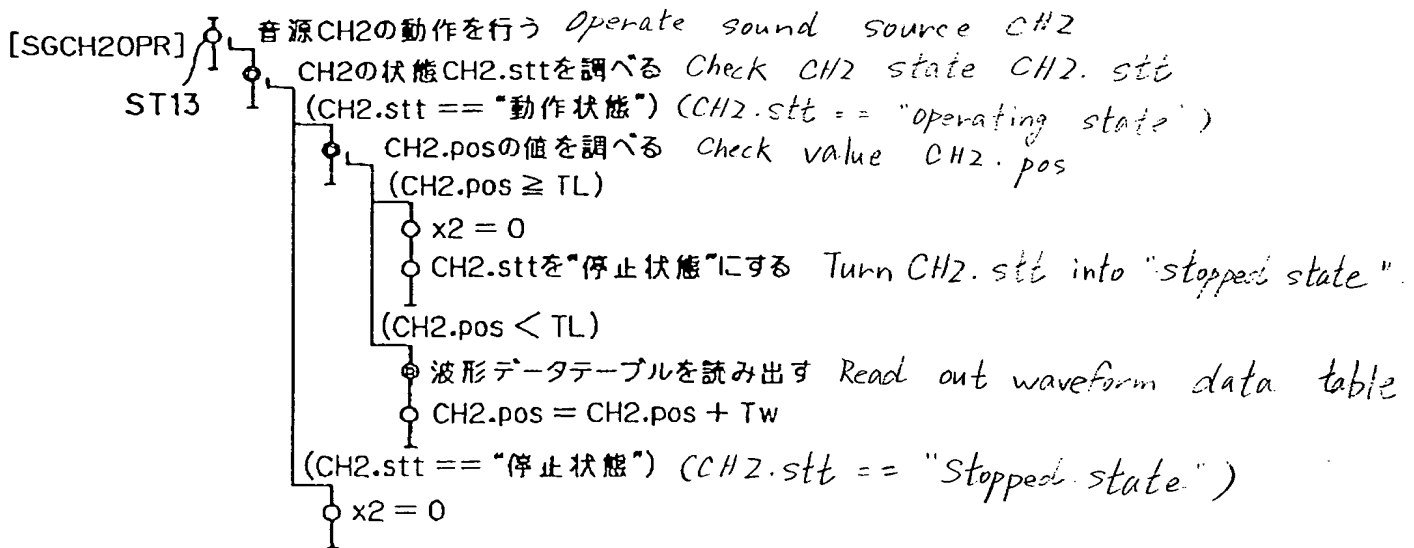 [SGCH2OPR] 音源CH2の動作を行う Operate sound source CH2
CH2の状態CH2.sttを調べる Check CH2 state CH2.stt
ST13
(CH2.stt == "動作状態") (CH2.stt == "Operating state")
CH2.posの値を調べる Check value CH2.pos
(CH2.pos ≧ TL)
x2 = 0
CH2.sttを"停止状態"にする Turn CH2.stt into "stopped state".
(CH2.pos < TL)
波形データテーブルを読み出す Read out waveform data table
CH2.pos = CH2.pos + Tw
(CH2.stt == "停止状態") (CH2.stt == "Stopped state")
x2 = 0